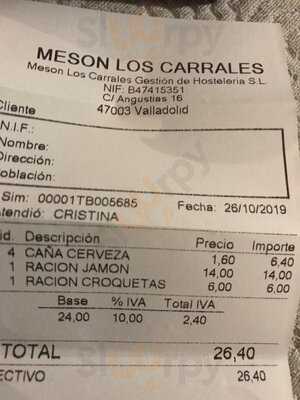 MESON LOS CARRALES
Meson Los Carrales Gestión de Hosteleria S.L.
NIF: B47415351
C/ Angustias 16
47003 Valladolid
Cliente
N.I.F.:
Nombre:
Dirección:
oblación:
Sim: 00001TB005685 Fecha: 26/10/2019
Atendió: CRISTINA
id. Descripción Precio Importe
4 CAÑA CERVEZA 1,60 6,40
1 RACION JAMON 14,00 14,00
1 RACION CROQUETAS 6,00 6,00
Base % IVA Total IVA
24,00 10,00 2,40
TOTAL 26,40
ECTIVO 26,40